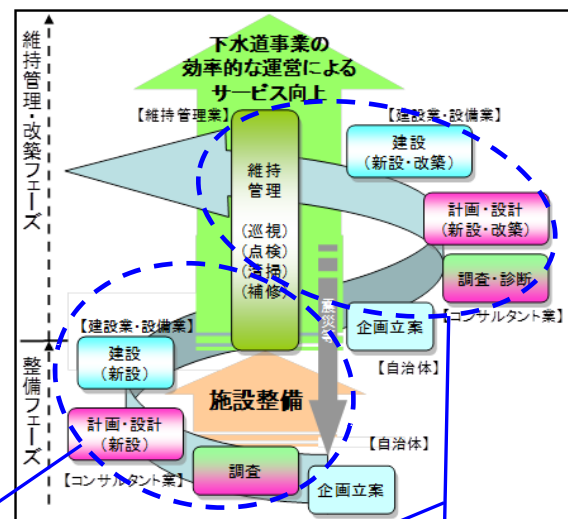 維持管理・改築フェーズ
整備フェーズ
下水道事業の
効率的な運営による
サービス向上
【維持管理業】
【建設業・設備業】
建設
(新設・改築)
維持
管理
(巡視)
(点検)
(清掃)
(補修)
計画・設計
(新設・改築)
調査・診断
【コンサルタント業】
震災等
企画立案
【自治体】
【建設業・設備業】
建設
(新設)
施設整備
計画・設計
(新設)
【コンサルタント業】
調査
【自治体】
企画立案